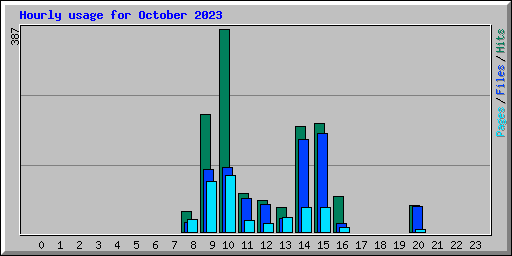 Hourly usage for October 2023
387
Pages/Files/Hits
0 1 2 3 4 5 6 7 8 9 10 11 12 13 14 15 16 17 18 19 20 21 22 23